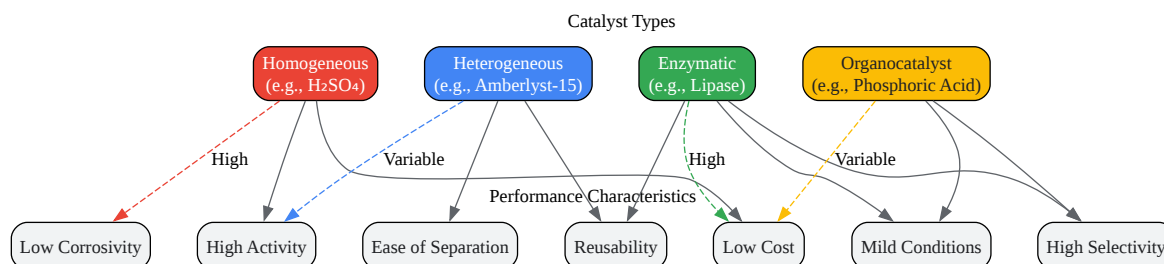 Catalyst Types
Homogeneous
(e.g., H₂SO₄)
Heterogeneous
(e.g., Amberlyst-15)
Enzymatic
(e.g., Lipase)
Organocatalyst
(e.g., Phosphoric Acid)
High
Variable
High
Variable
Performance Characteristics
Low Corrosivity
High Activity
Ease of Separation
Reusability
Low Cost
Mild Conditions
High Selectivity